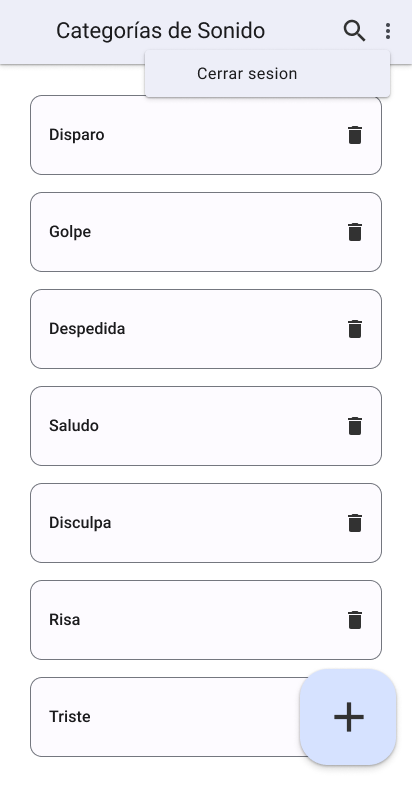 Categorías de Sonido
Cerrar sesion
Disparo
Golpe
Despedida
Saludo
Disculpa
Risa
Triste